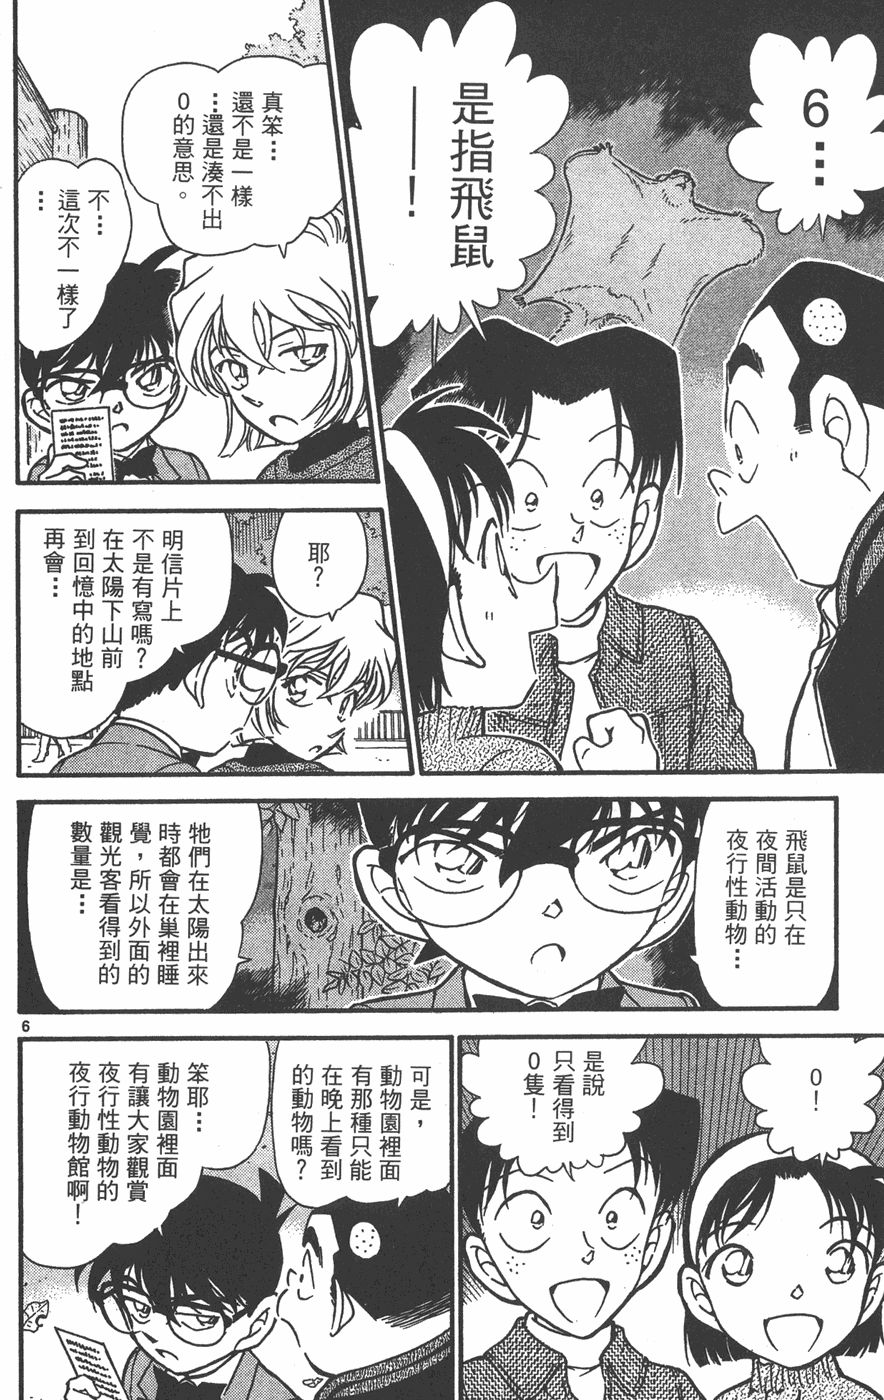 6…
是指飛鼠
——！
真笨…
還不是一樣
…還是湊不出
0的意思。
不…
這次不一樣了
…
耶？
明信片上
不是有寫嗎？
在太陽下山前
到回憶中的地點
再會…
飛鼠是只在
夜間活動的
夜行性動物…
牠們在太陽出來
時都會在巢裡睡
覺，所以外面的
觀光客看得到的
數量是…
6
0！
是說
只看得到
0隻！
可是，
動物園裡面
有那種只能
在晚上看到
的動物嗎？
笨耶…
動物園裡面
有讓大家觀賞
夜行性動物的
夜行動物館啊！